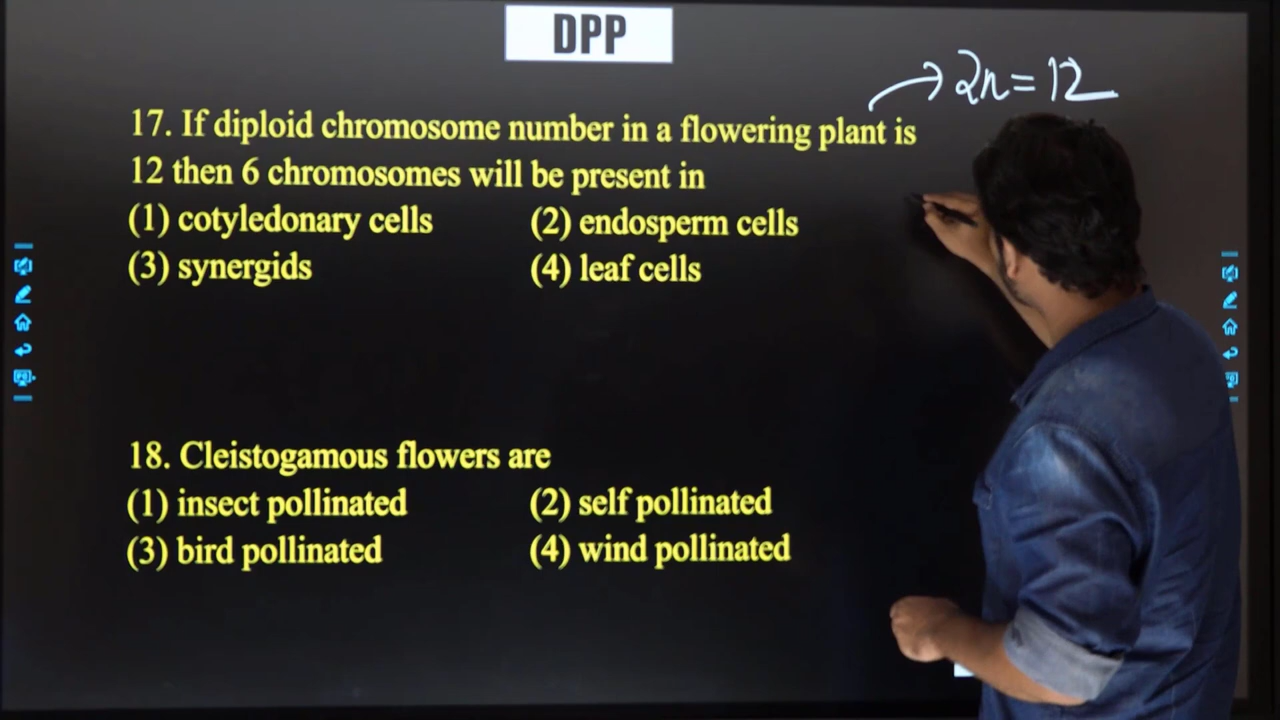 DPP
2n = 12
17. If diploid chromosome number in a flowering plant is
12 then 6 chromosomes will be present in
(1) cotyledonary cells (2) endosperm cells
(3) synergids (4) leaf cells
18. Cleistogamous flowers are
(1) insect pollinated (2) self pollinated
(3) bird pollinated (4) wind pollinated